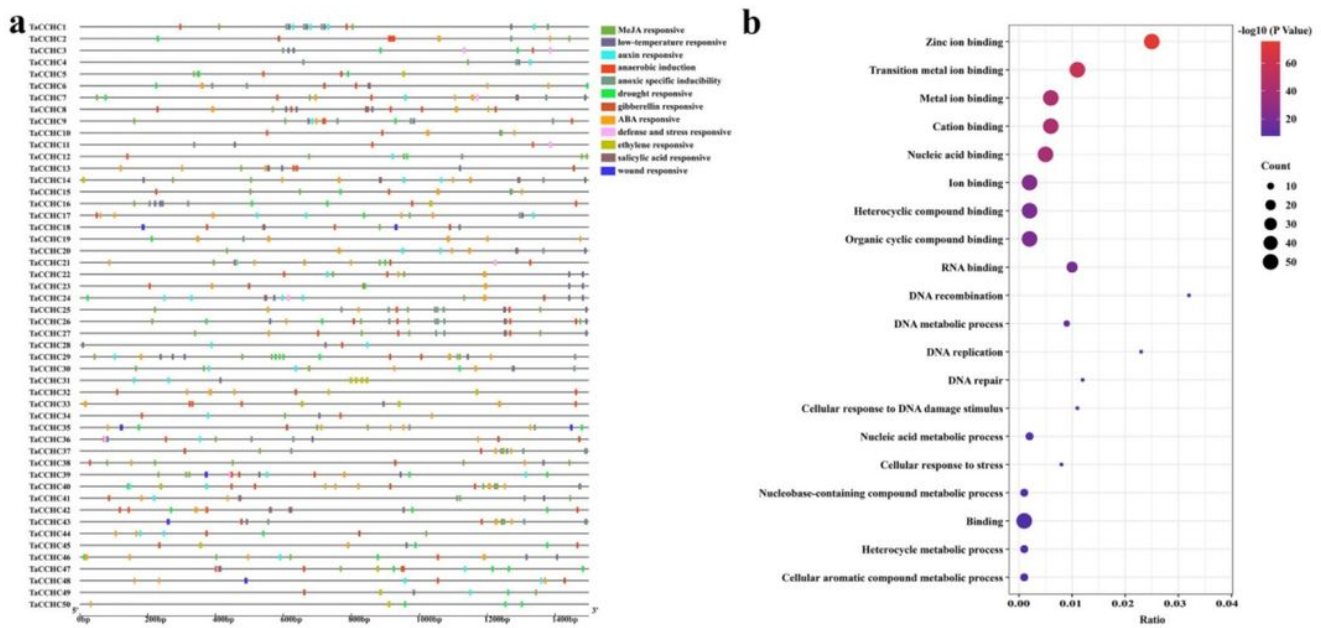 a
TaCCHC1
TaCCHC2
TaCCHC3
TaCCHC4
TaCCHC5
TaCCHC6
TaCCHC7
TaCCHC8
TaCCHC9
TaCCHC10
TaCCHC11
TaCCHC12
TaCCHC13
TaCCHC14
TaCCHC15
TaCCHC16
TaCCHC17
TaCCHC18
TaCCHC19
TaCCHC20
TaCCHC21
TaCCHC22
TaCCHC23
TaCCHC24
TaCCHC25
TaCCHC26
TaCCHC27
TaCCHC28
TaCCHC29
TaCCHC30
TaCCHC31
TaCCHC32
TaCCHC33
TaCCHC34
TaCCHC35
TaCCHC36
TaCCHC37
TaCCHC38
TaCCHC39
TaCCHC40
TaCCHC41
TaCCHC42
TaCCHC43
TaCCHC44
TaCCHC45
TaCCHC46
TaCCHC47
TaCCHC48
TaCCHC49
TaCCHC50
5' 3'
0bp 200bp 400bp 600bp 800bp 1000bp 1200bp 1400bp
MeJA responsive
low-temperature responsive
auxin responsive
anaerobic induction
anoxic specific inducibility
drought responsive
gibberellin responsive
ABA responsive
defense and stress responsive
ethylene responsive
salicylic acid responsive
wound responsive
b
Zinc ion binding
Transition metal ion binding
Metal ion binding
Cation binding
Nucleic acid binding
Ion binding
Heterocyclic compound binding
Organic cyclic compound binding
RNA binding
DNA recombination
DNA metabolic process
DNA replication
DNA repair
Cellular response to DNA damage stimulus
Nucleic acid metabolic process
Cellular response to stress
Nucleobase-containing compound metabolic process
Binding
Heterocycle metabolic process
Cellular aromatic compound metabolic process
0.00 0.01 0.02 0.03 0.04
Ratio
-log10 (P Value)
60
40
20
Count
10
20
30
40
50